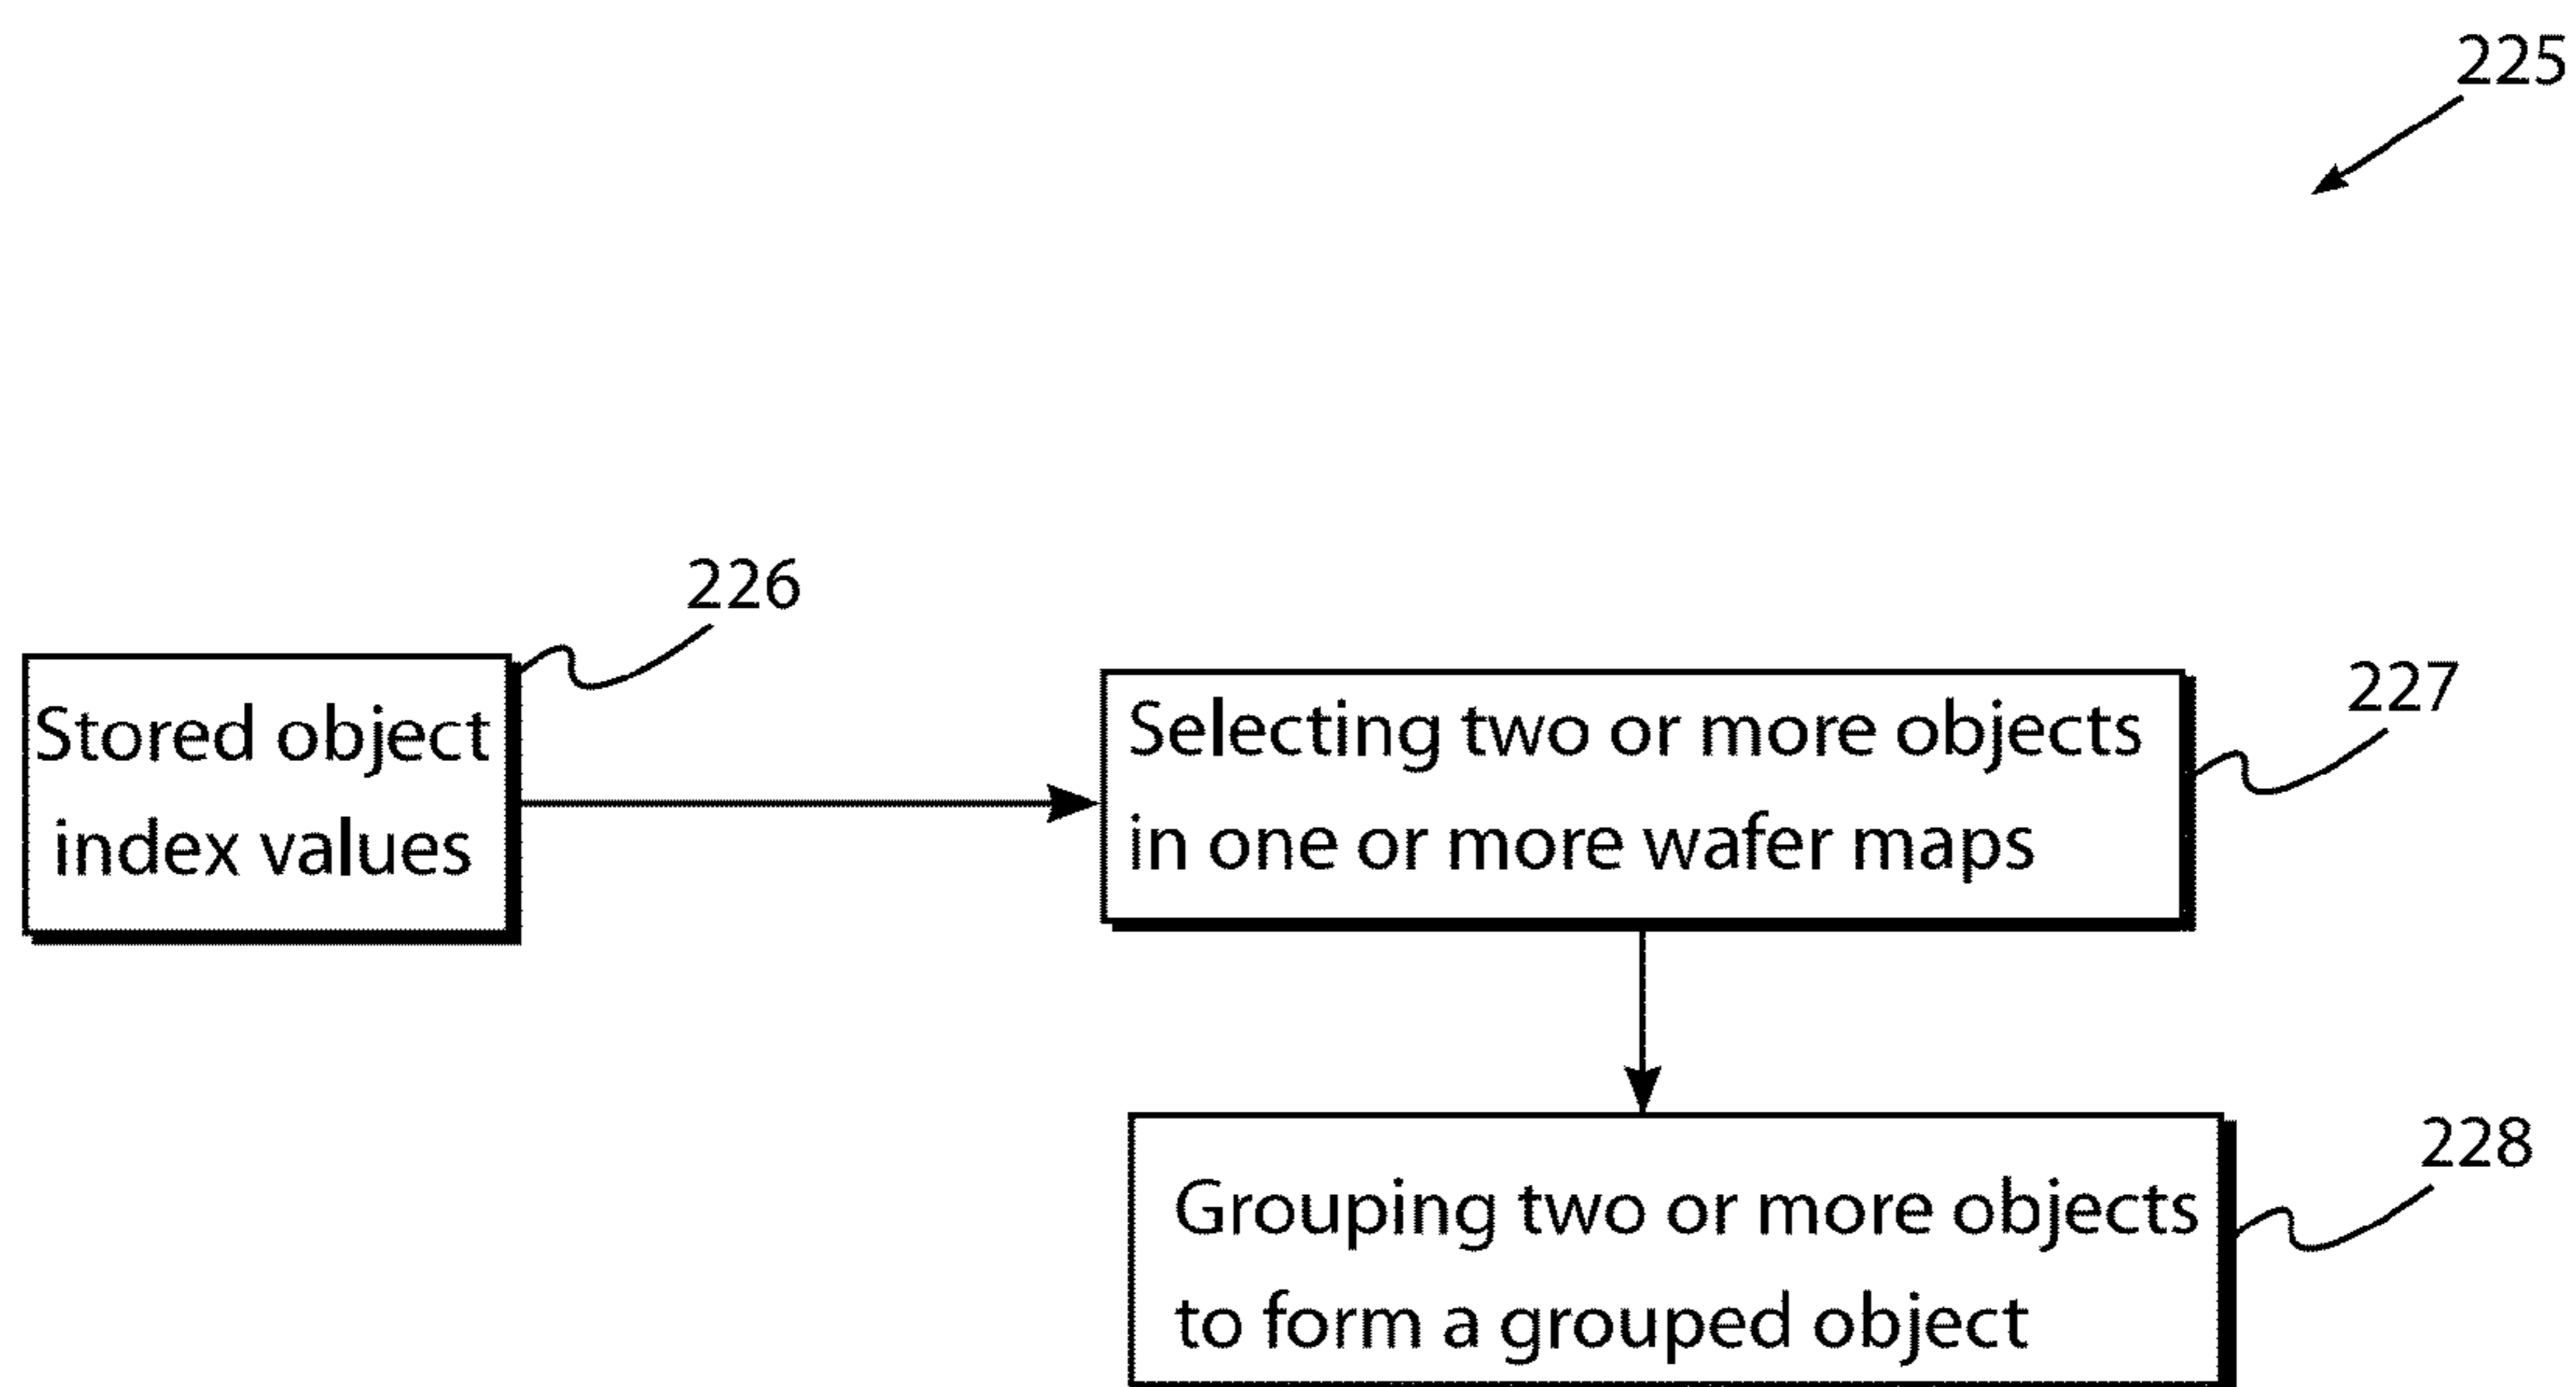 225
226
Stored object
index values
227
Selecting two or more objects
in one or more wafer maps
228
Grouping two or more objects
to form a grouped object